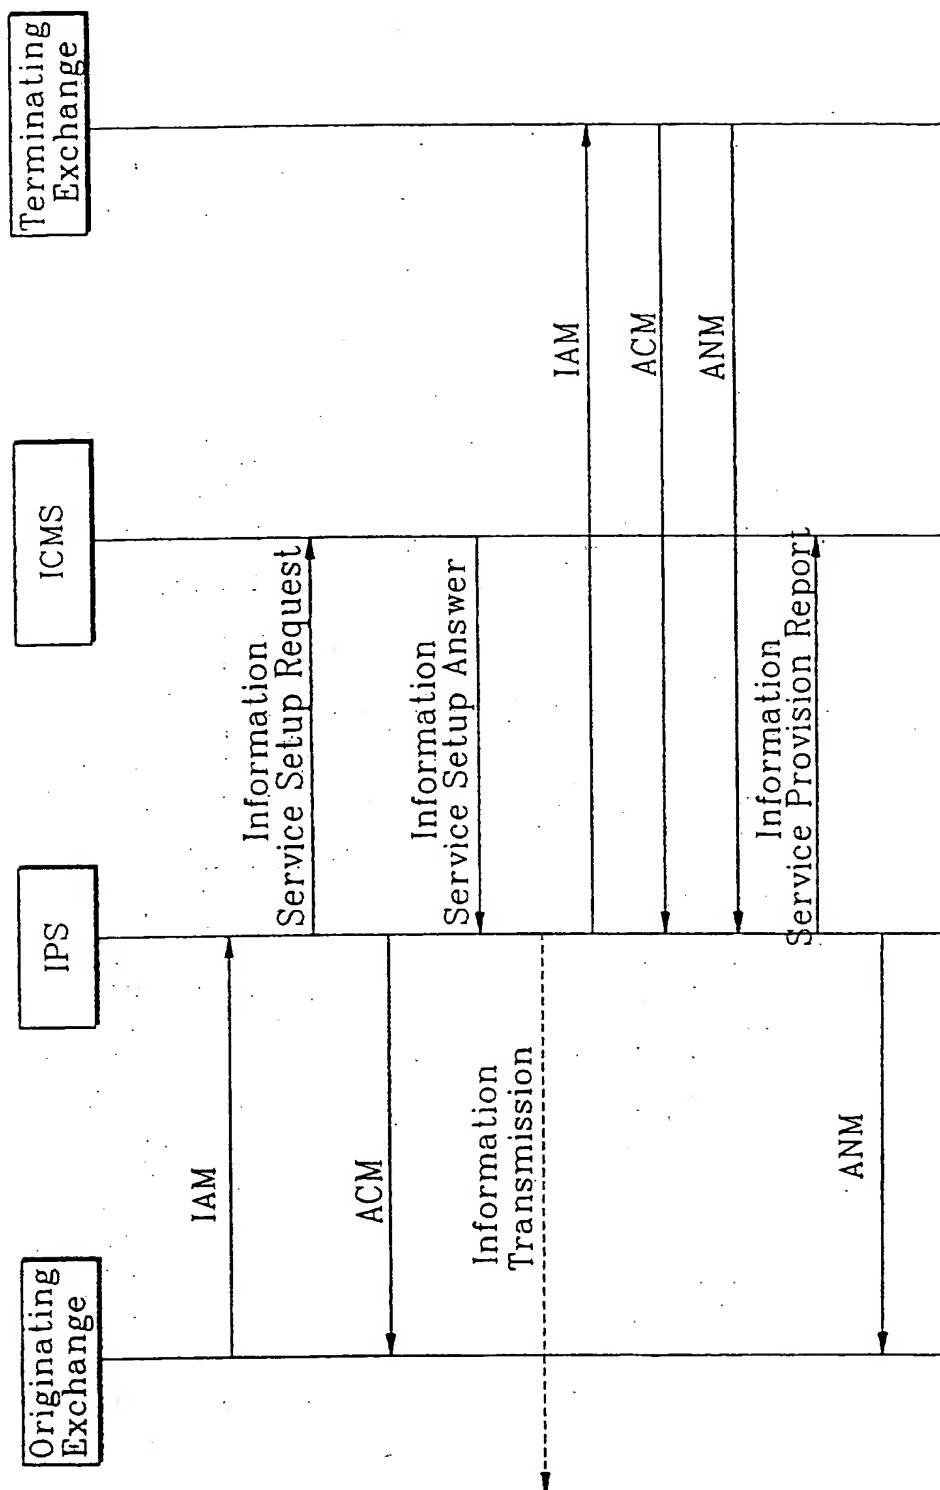 Originating
Exchange
IPS
ICMS
Terminating
Exchange
IAM
Information
Service Setup Request
ACM
Information
Service Setup Answer
Information
Transmission
IAM
ACM
ANM
Information
Service Provision Report
ANM